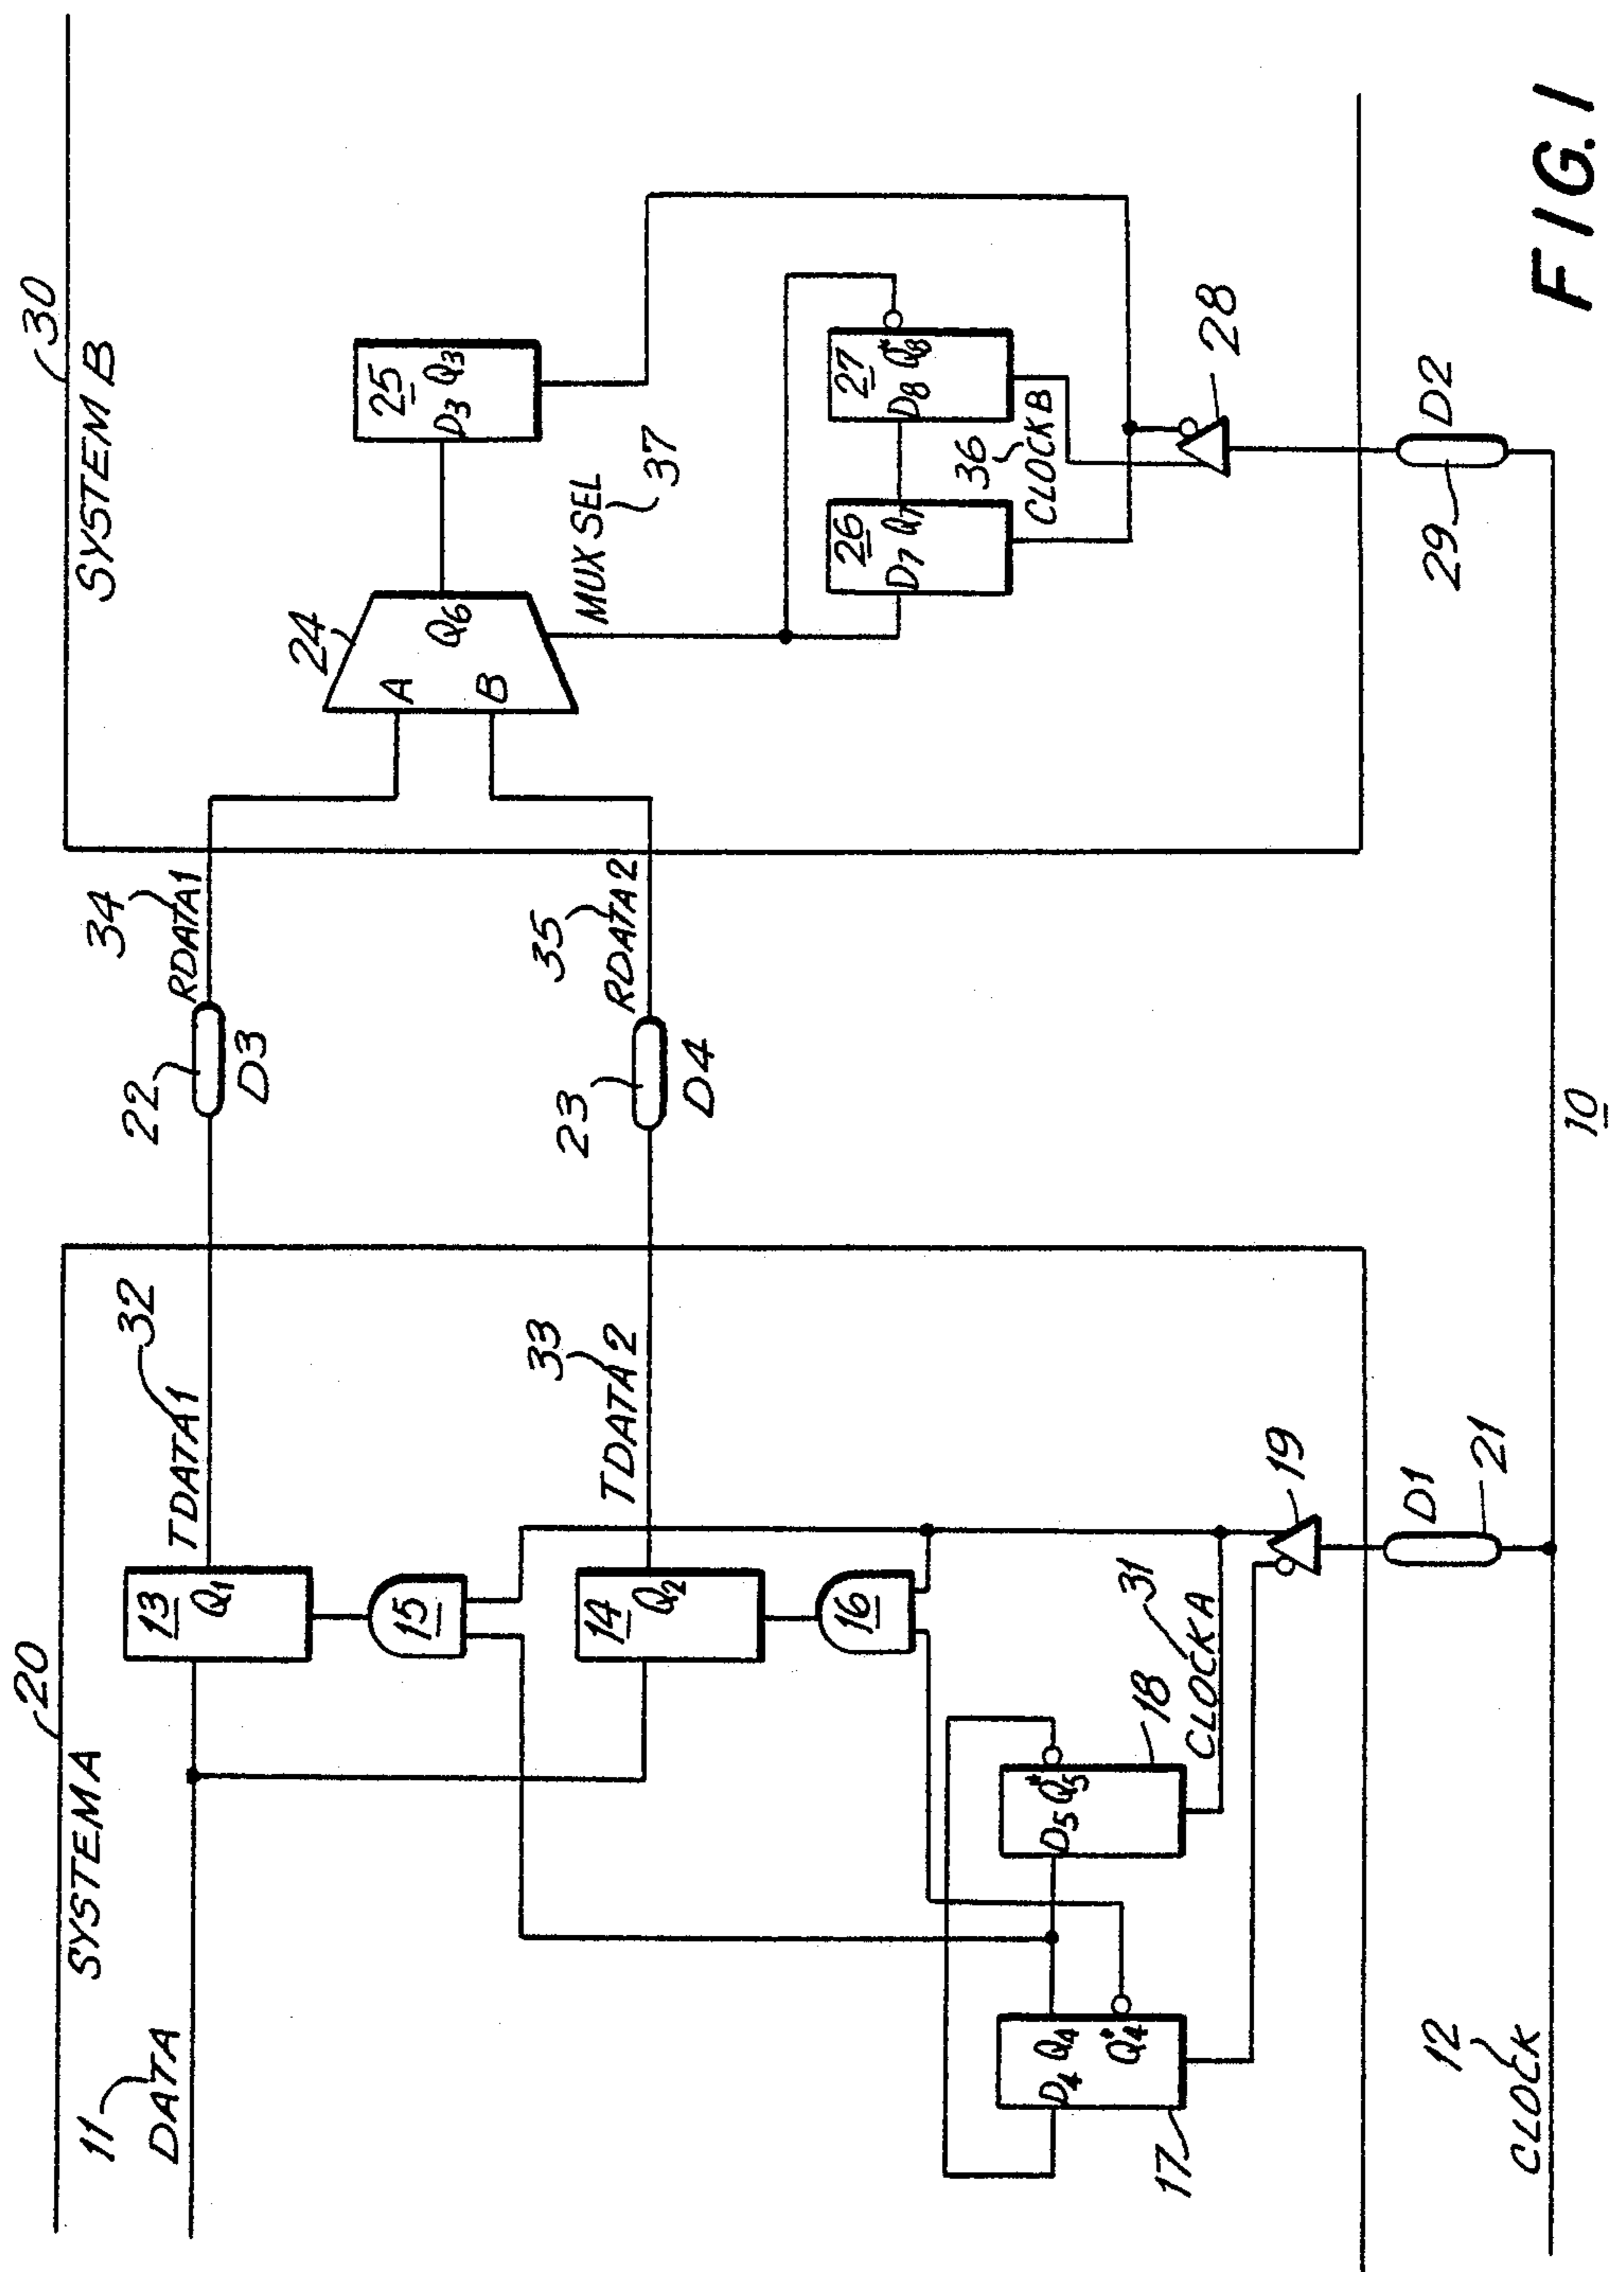 20
SYSTEM A
11
DATA
13
Q1
TDATA1
32
15
14
Q2
TDATA2
33
16
17
D4 Q4
Q*4
D5 Q*5
18
31
CLOCK A
19
D1
21
12
CLOCK
10
22
D3
34
RDATA1
23
D4
35
RDATA2
30
SYSTEM B
24
A
B
Q6
25
D3 Q3
MUX SEL
37
26
D7 Q7
27
D8 Q*8
36
CLOCK B
28
29
D2
FIG. 1